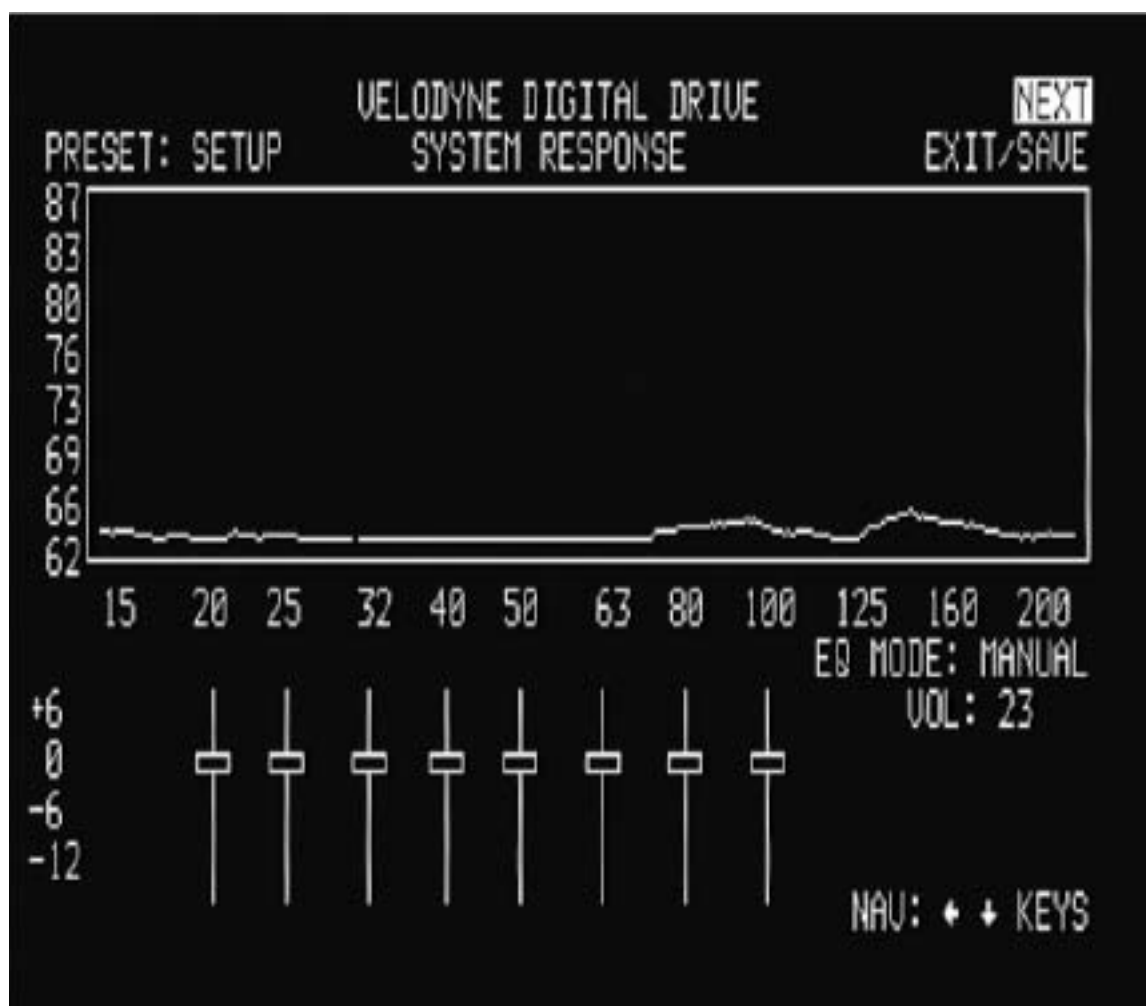 VELODYNE DIGITAL DRIVE NEXT
PRESET: SETUP SYSTEM RESPONSE EXIT/SAVE
87
83
80
76
73
69
66
62
15 20 25 32 40 50 63 80 100 125 160 200
EQ MODE: MANUAL
VOL: 23
+6
0
-6
-12
NAV: ← ↓ KEYS